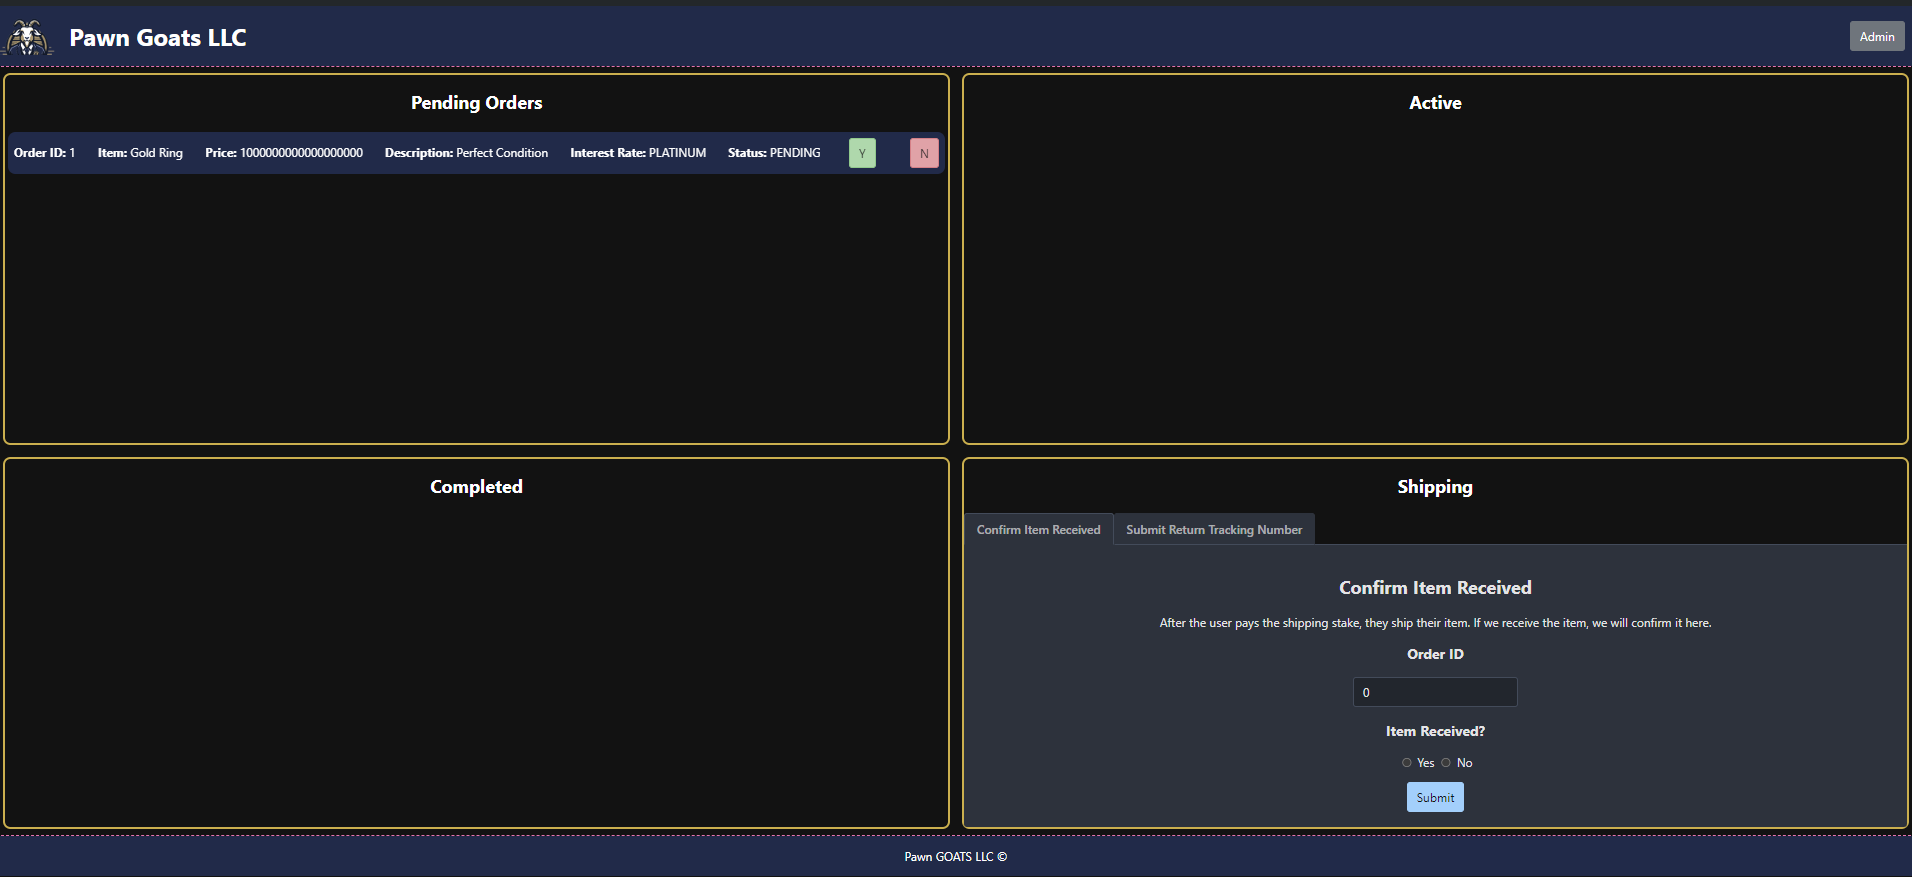 Pawn Goats LLC
Admin
Pending Orders
Order ID: 1 Item: Gold Ring Price: 1000000000000000000 Description: Perfect Condition Interest Rate: PLATINUM Status: PENDING Y N
Active
Completed
Shipping
Confirm Item Received Submit Return Tracking Number
Confirm Item Received
After the user pays the shipping stake, they ship their item. If we receive the item, we will confirm it here.
Order ID
0
Item Received?
Yes No
Submit
Pawn GOATS LLC ©